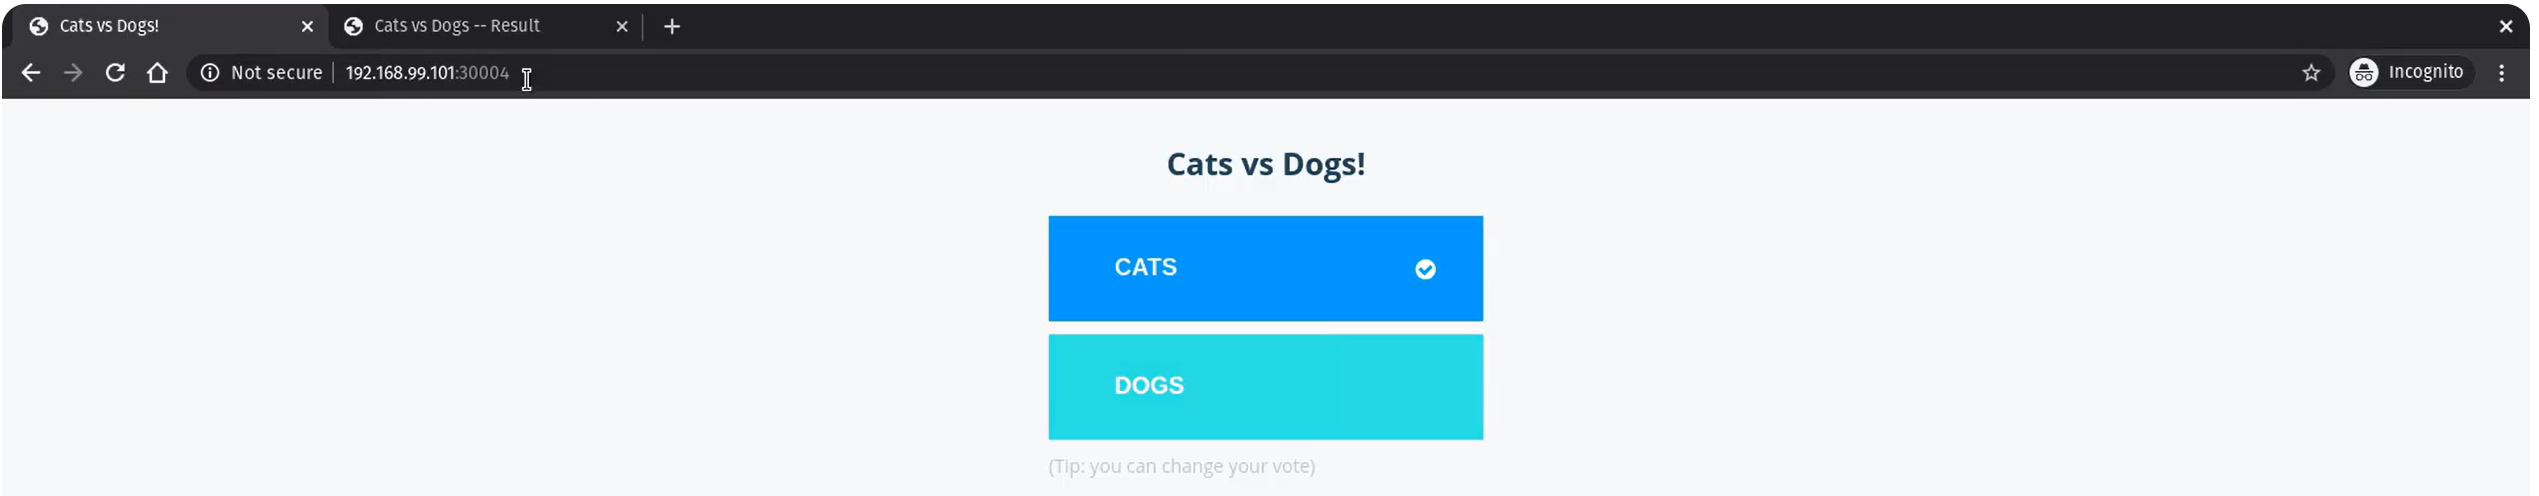 Cats vs Dogs!
Cats vs Dogs -- Result
Not secure
192.168.99.101:30004
Incognito
Cats vs Dogs!
CATS
DOGS
(Tip: you can change your vote)